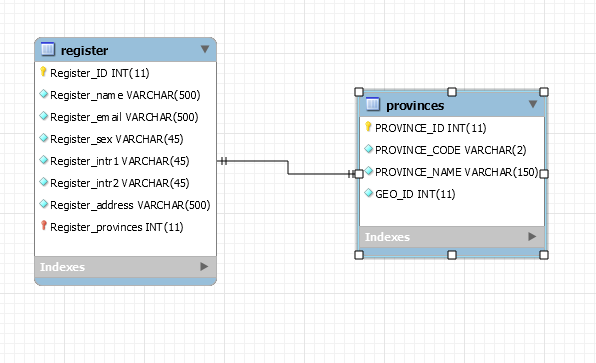 register
Register_ID INT(11)
Register_name VARCHAR(500)
Register_email VARCHAR(500)
Register_sex VARCHAR(45)
Register_intr1 VARCHAR(45)
Register_intr2 VARCHAR(45)
Register_address VARCHAR(500)
Register_provinces INT(11)
Indexes
provinces
PROVINCE_ID INT(11)
PROVINCE_CODE VARCHAR(2)
PROVINCE_NAME VARCHAR(150)
GEO_ID INT(11)
Indexes